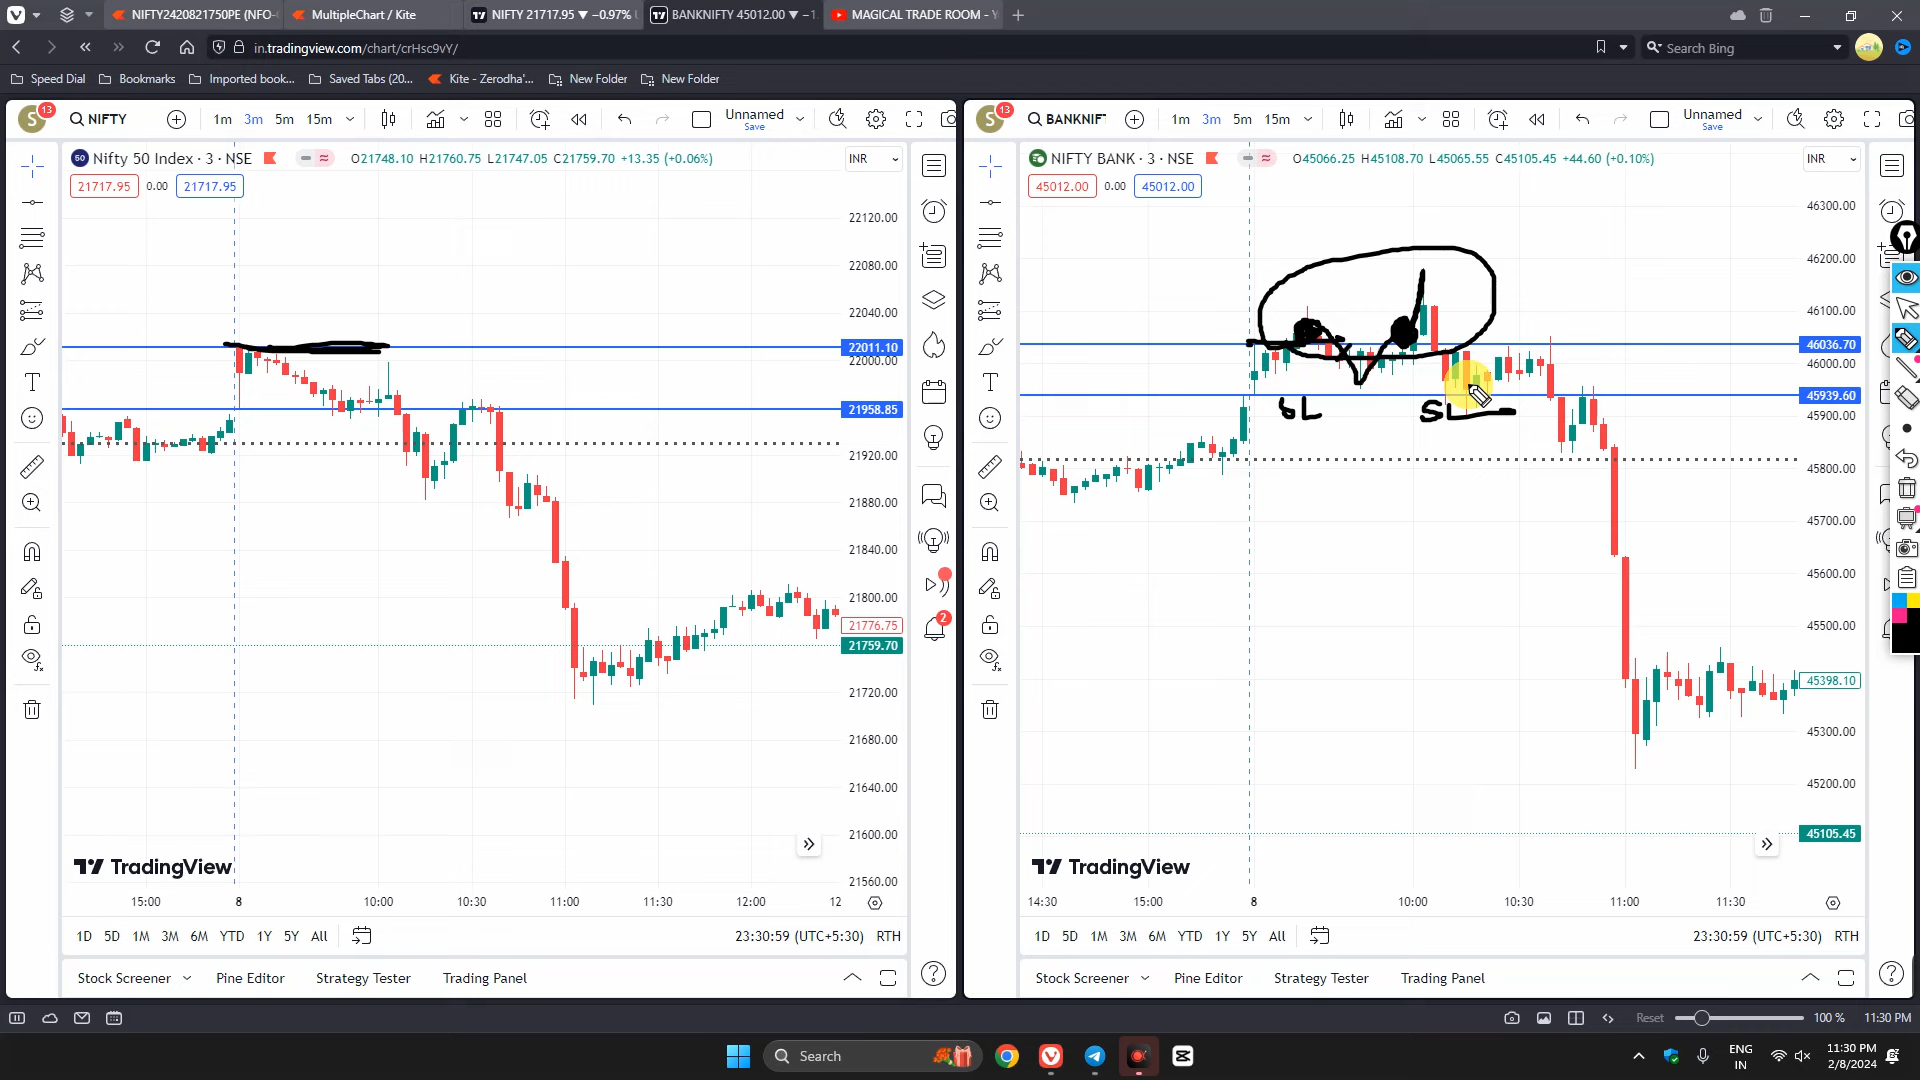 NIFTY2420821750PE (NFO-
MultipleChart / Kite
NIFTY 21717.95 ▼ −0.97%
BANKNIFTY 45012.00 ▼ −1
MAGICAL TRADE ROOM - Y
in.tradingview.com/chart/crHsc9vY/
Search Bing
Speed Dial
Bookmarks
Imported book...
Saved Tabs (20...
Kite - Zerodha'...
New Folder
New Folder
S
13
NIFTY
1m 3m 5m 15m
Unnamed
Save
Nifty 50 Index · 3 · NSE
O21748.10 H21760.75 L21747.05 C21759.70 +13.35 (+0.06%)
INR
21717.95 0.00 21717.95
22120.00
22080.00
22040.00
22011.10
22000.00
21958.85
21920.00
21880.00
21840.00
21800.00
21776.75
21759.70
21720.00
21680.00
21640.00
21600.00
21560.00
2
TradingView
15:00 8 10:00 10:30 11:00 11:30 12:00 12
1D 5D 1M 3M 6M YTD 1Y 5Y All
23:30:59 (UTC+5:30) RTH
Stock Screener
Pine Editor
Strategy Tester
Trading Panel
S
13
BANKNIF
1m 3m 5m 15m
Unnamed
Save
NIFTY BANK · 3 · NSE
O45066.25 H45108.70 L45065.55 C45105.45 +44.60 (+0.10%)
INR
45012.00 0.00 45012.00
46300.00
46200.00
46100.00
46036.70
46000.00
45939.60
45900.00
45800.00
45700.00
45600.00
45500.00
45398.10
45300.00
45200.00
45105.45
SL
SL
TradingView
14:30 15:00 8 10:00 10:30 11:00 11:30
1D 5D 1M 3M 6M YTD 1Y 5Y All
23:30:59 (UTC+5:30) RTH
Stock Screener
Pine Editor
Strategy Tester
Trading Panel
Reset
100 %
11:30 PM
Search
ENG
IN
11:30 PM
2/8/2024